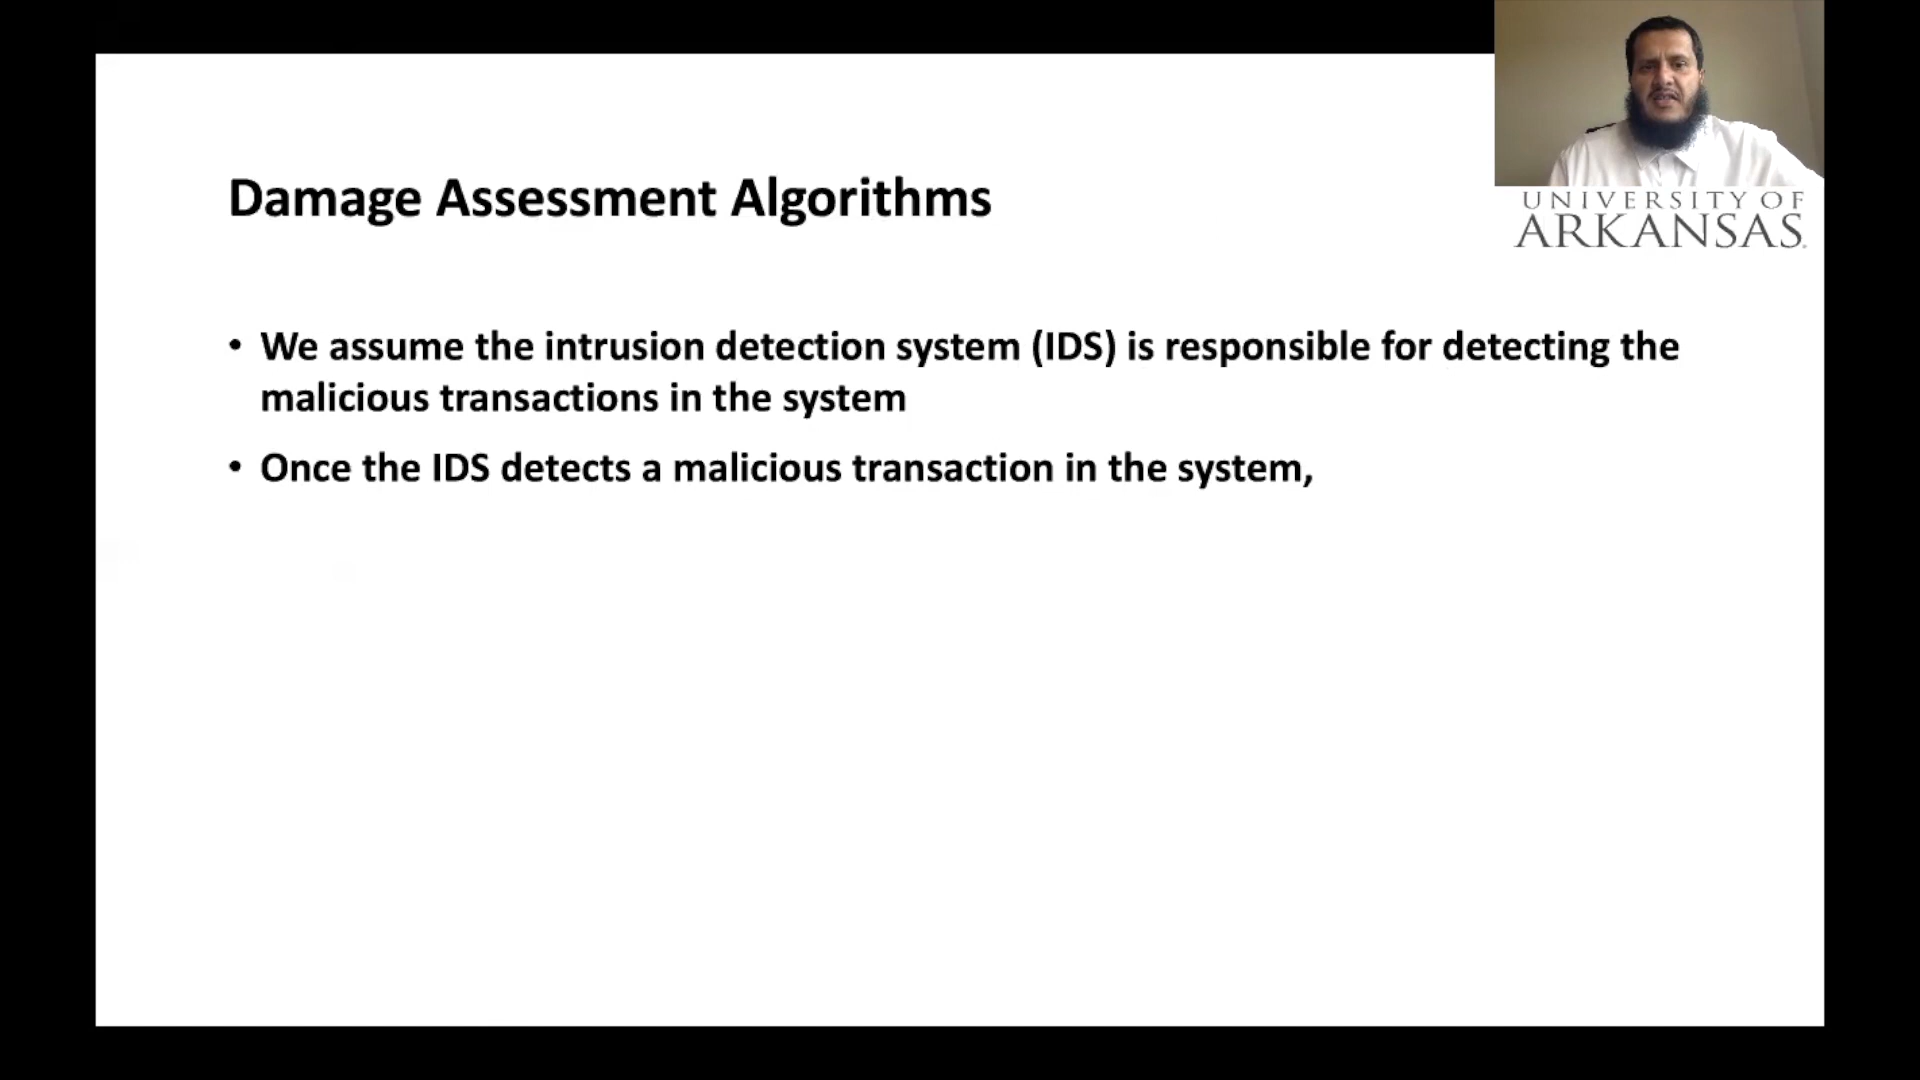 UNIVERSITY OF
ARKANSAS.
Damage Assessment Algorithms
• We assume the intrusion detection system (IDS) is responsible for detecting the
malicious transactions in the system
• Once the IDS detects a malicious transaction in the system,